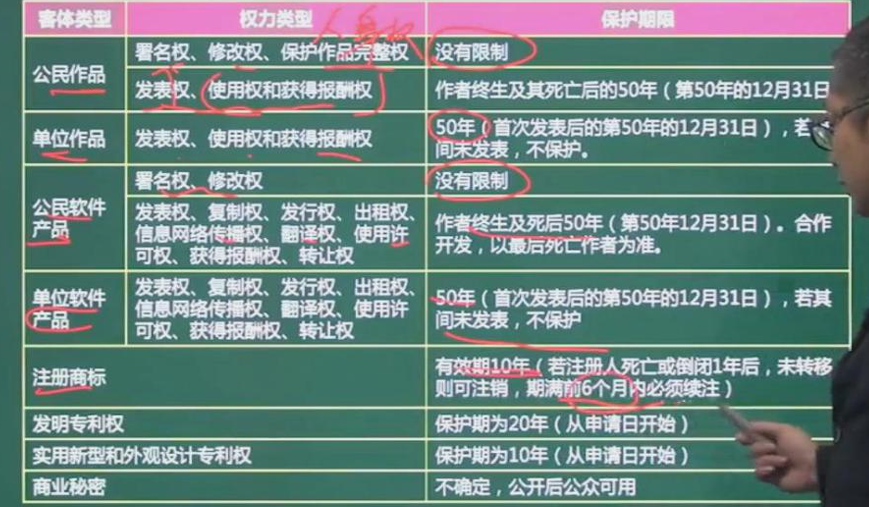 客体类型 权力类型 保护期限
人身权
公民作品
署名权、修改权、保护作品完整权
没有限制
发表权、使用权和获得报酬权
作者终生及其死亡后的50年（第50年的12月31日
单位作品
发表权、使用权和获得报酬权
50年（首次发表后的第50年的12月31日），若
间未发表，不保护。
公民软件
产品
署名权、修改权
没有限制
发表权、复制权、发行权、出租权、
信息网络传播权、翻译权、使用许
可权、获得报酬权、转让权
作者终生及死后50年（第50年12月31日）。合作
开发，以最后死亡作者为准。
单位软件
产品
发表权、复制权、发行权、出租权、
信息网络传播权、翻译权、使用许
可权、获得报酬权、转让权
50年（首次发表后的第50年的12月31日），若其
间未发表，不保护
注册商标
有效期10年（若注册人死亡或倒闭1年后，未转移
则可注销，期满前6个月内必须续注）
发明专利权
保护期为20年（从申请日开始）
实用新型和外观设计专利权
保护期为10年（从申请日开始）
商业秘密
不确定，公开后公众可用